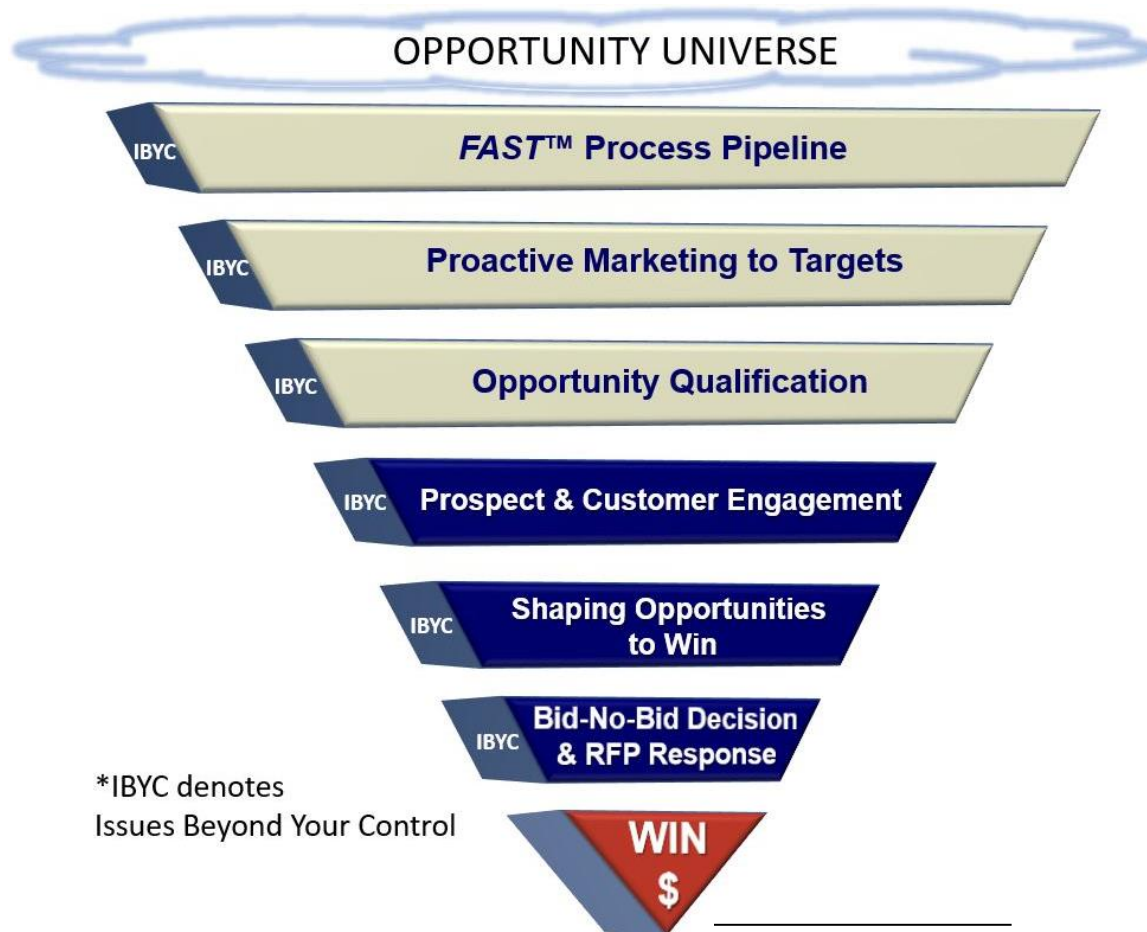 OPPORTUNITY UNIVERSE
IBYC
FAST™ Process Pipeline
IBYC
Proactive Marketing to Targets
IBYC
Opportunity Qualification
IBYC
Prospect & Customer Engagement
IBYC
Shaping Opportunities
to Win
IBYC
Bid-No-Bid Decision
& RFP Response
*IBYC denotes
Issues Beyond Your Control
WIN
$